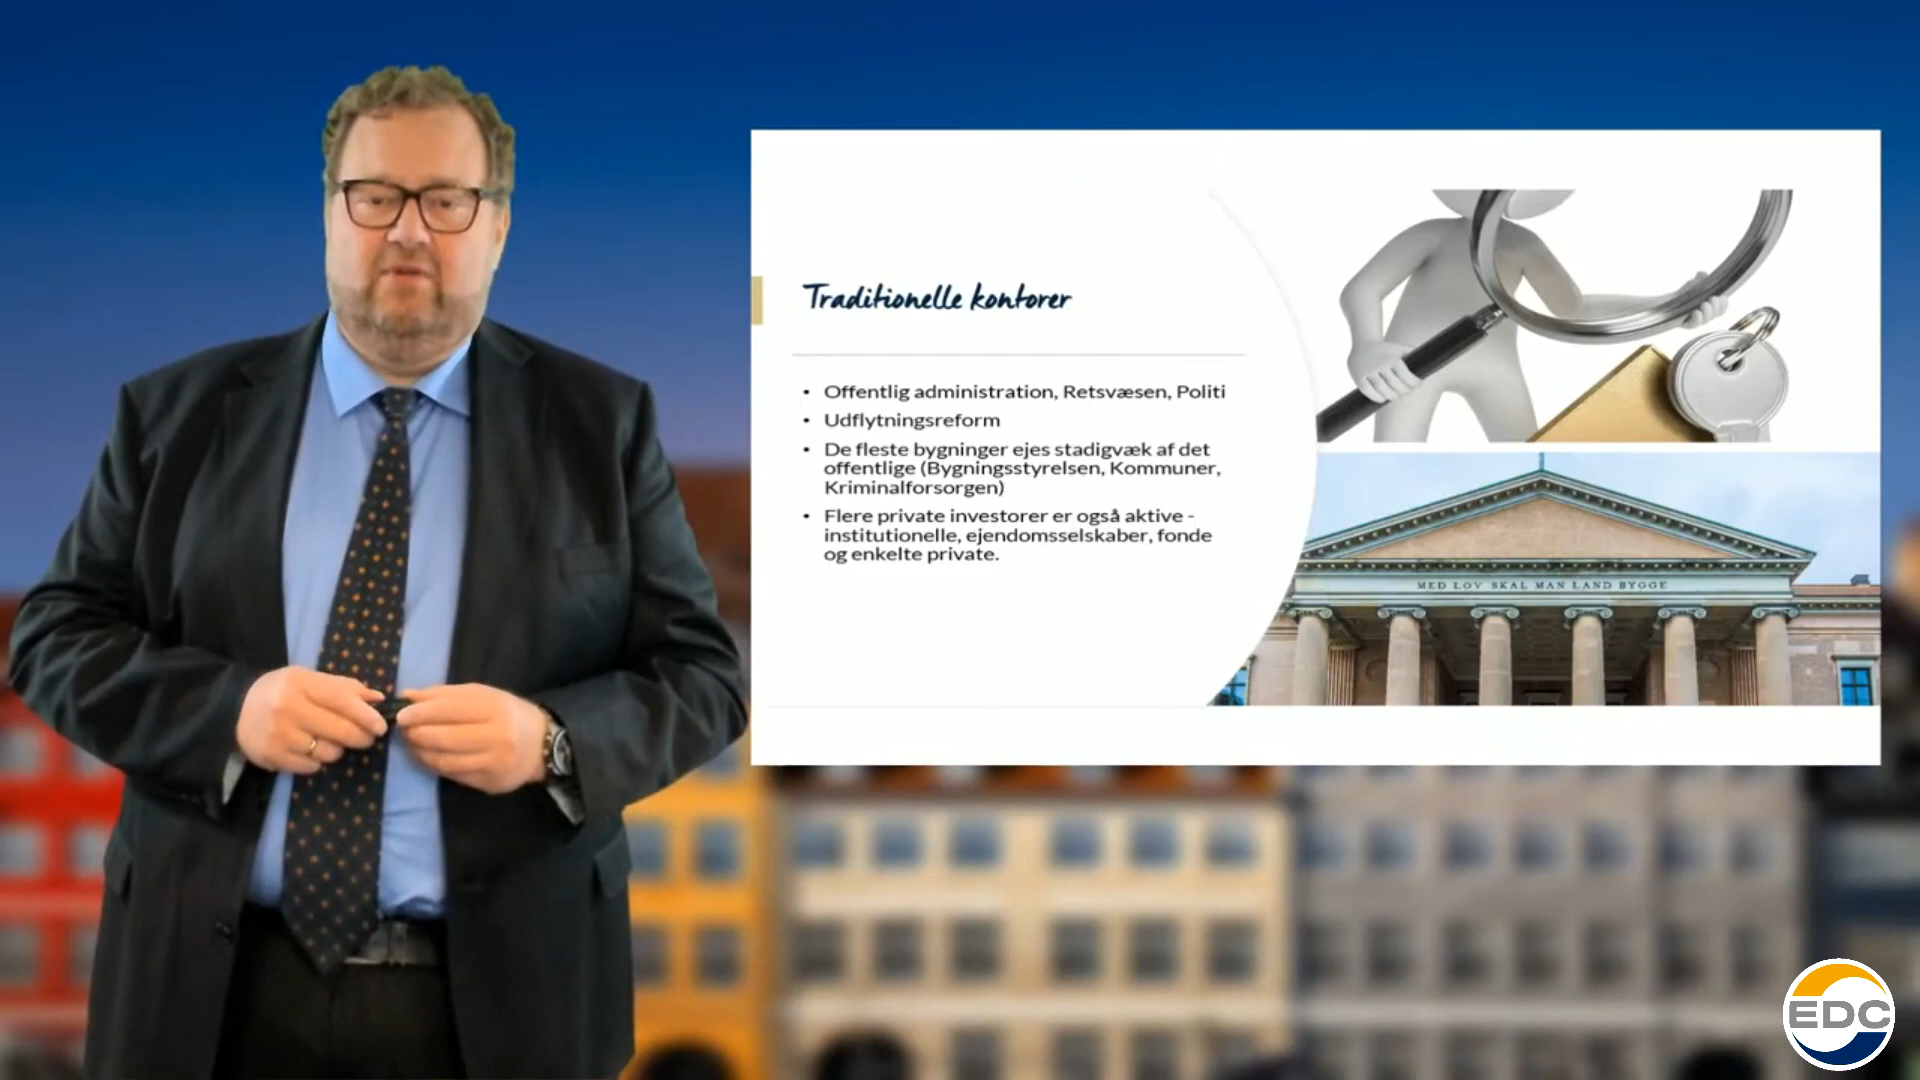 Traditionelle kontorer
• Offentlig administration, Retsvæsen, Politi
• Udflytningsreform
• De fleste bygninger ejes stadigvæk af det
offentlige (Bygningsstyrelsen, Kommuner,
Kriminalforsorgen)
• Flere private investorer er også aktive -
institutionelle, ejendomsselskaber, fonde
og enkelte private.
MED LOV SKAL MAN LAND BYGGE
EDC